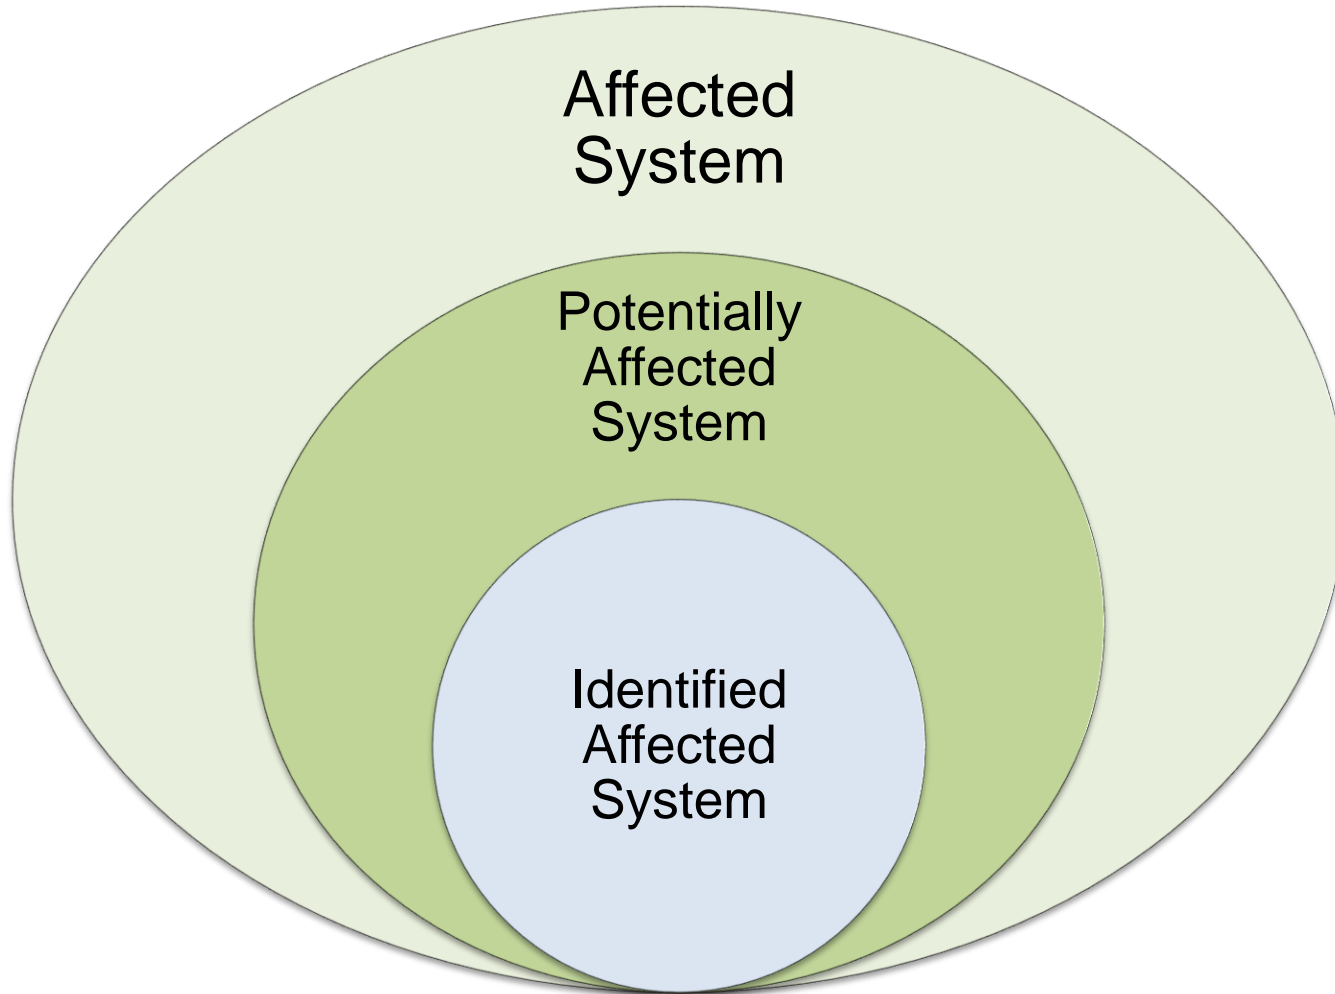 Affected
System
Potentially
Affected
System
Identified
Affected
System